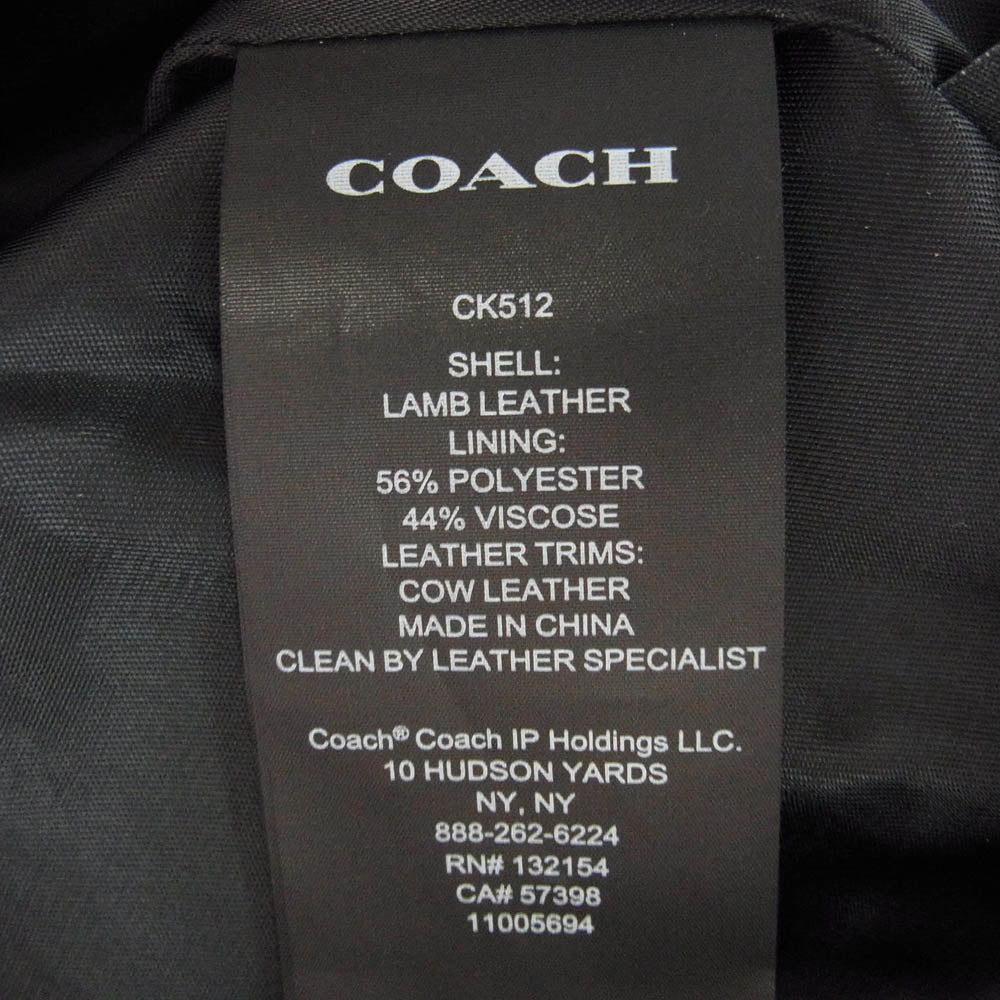 COACH
CK512
SHELL:
LAMB LEATHER
LINING:
56% POLYESTER
44% VISCOSE
LEATHER TRIMS:
COW LEATHER
MADE IN CHINA
CLEAN BY LEATHER SPECIALIST
Coach® Coach IP Holdings LLC.
10 HUDSON YARDS
NY, NY
888-262-6224
RN# 132154
CA# 57398
11005694